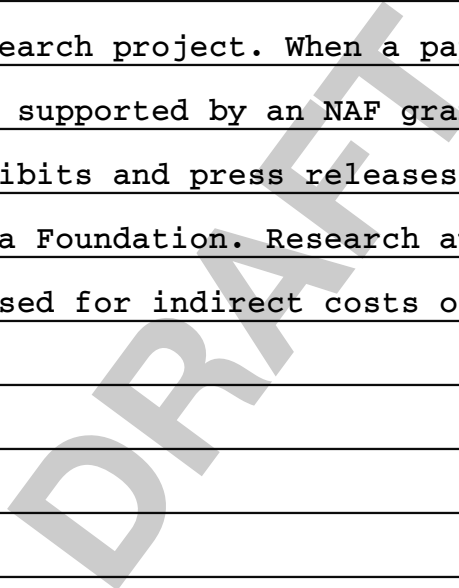 earch project. When a pa
supported by an NAF gra
ibits and press releases
a Foundation. Research a
sed for indirect costs o
DRAFT